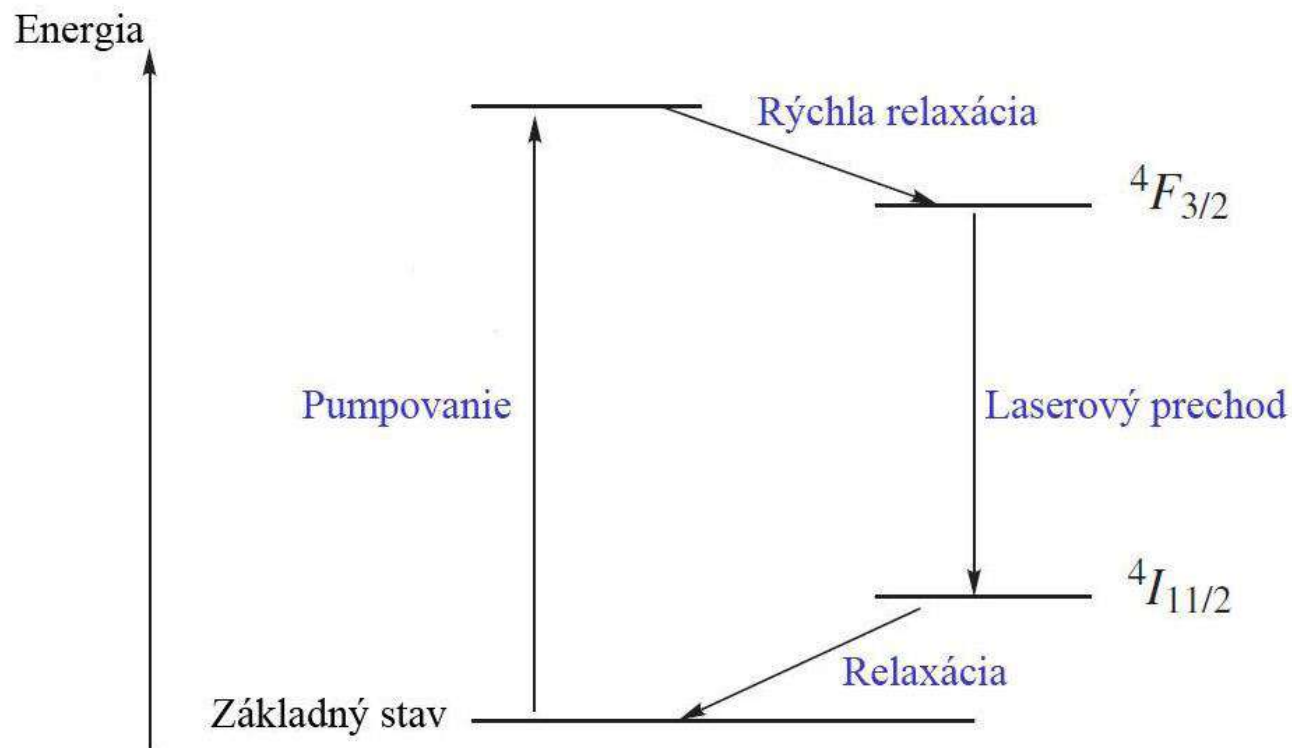 Energia
Rýchla relaxácia
⁴F₃/₂
Pumpovanie
Laserový prechod
⁴I₁₁/₂
Relaxácia
Základný stav